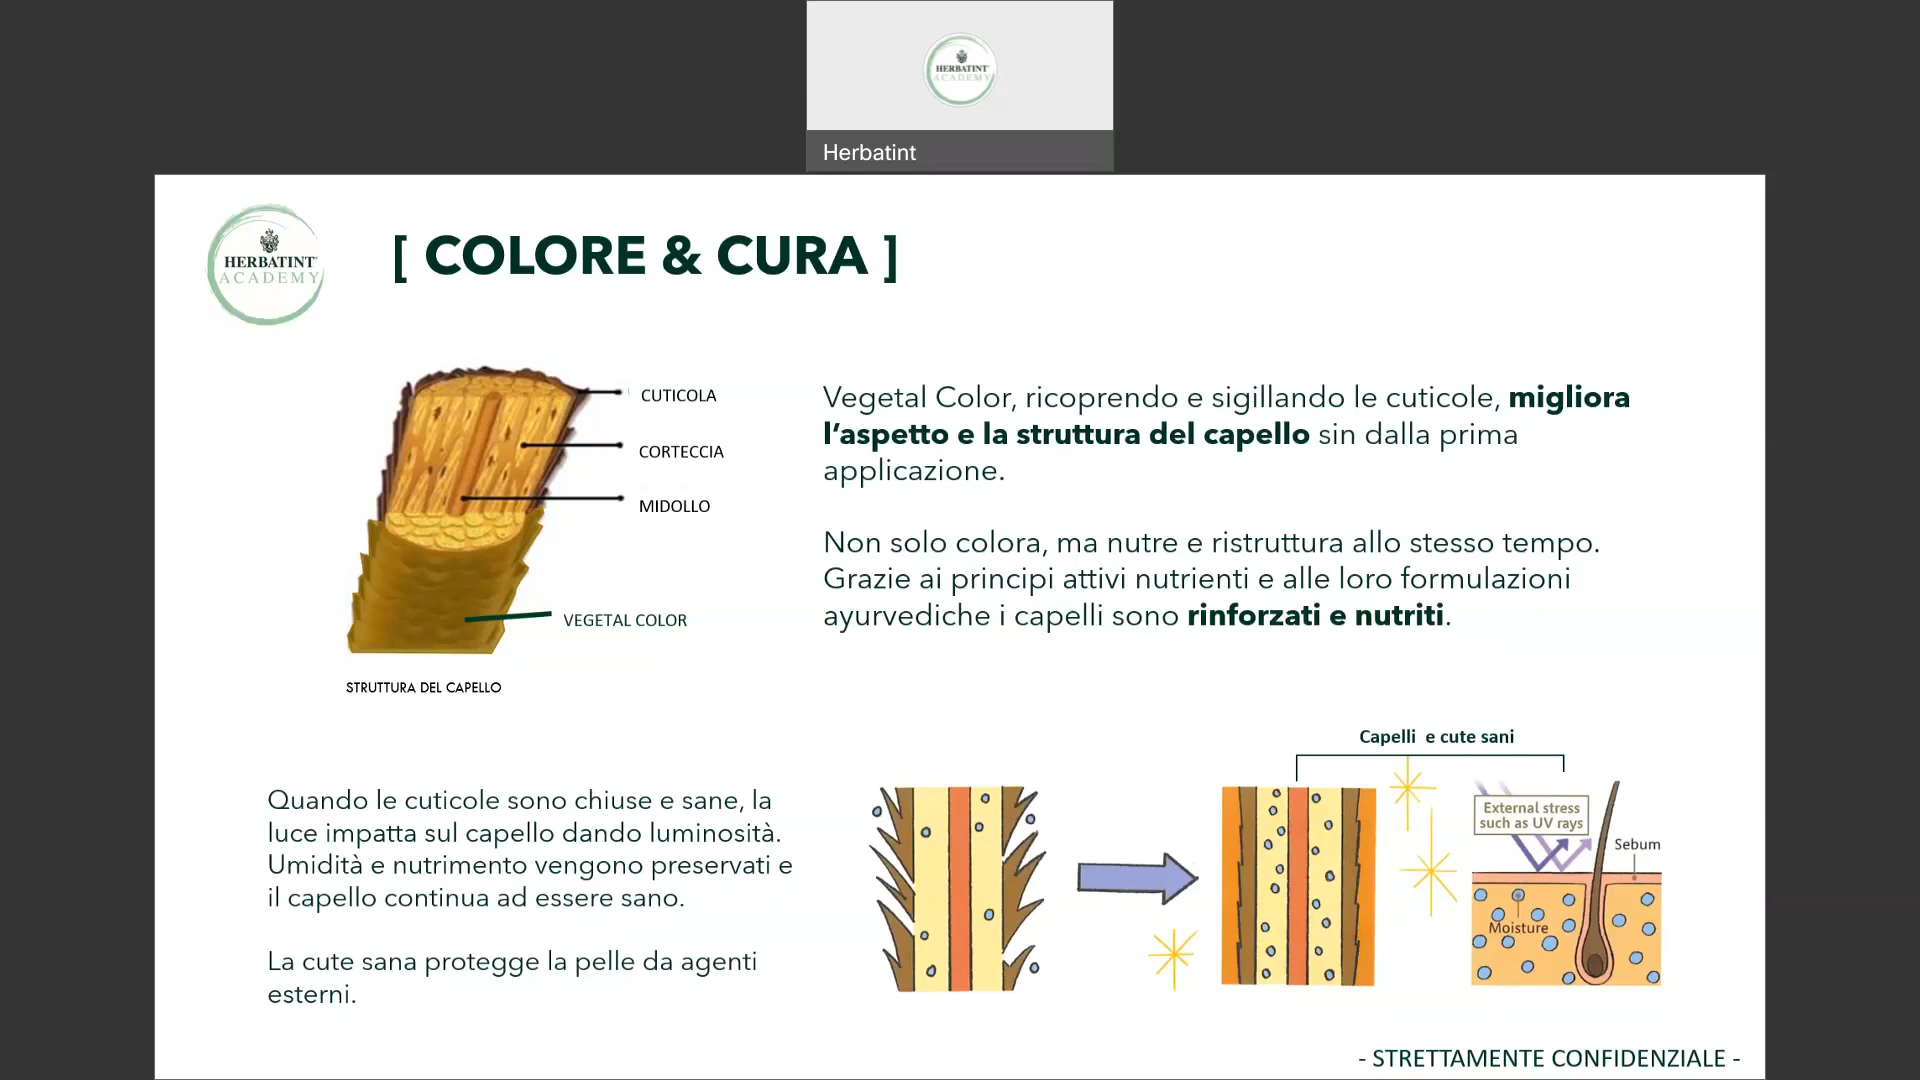 HERBATINT
ACADEMY
Herbatint
HERBATINT
ACADEMY
[ COLORE & CURA ]
CUTICOLA
CORTECCIA
MIDOLLO
VEGETAL COLOR
STRUTTURA DEL CAPELLO
Vegetal Color, ricoprendo e sigillando le cuticole, migliora
l’aspetto e la struttura del capello sin dalla prima
applicazione.
Non solo colora, ma nutre e ristruttura allo stesso tempo.
Grazie ai principi attivi nutrienti e alle loro formulazioni
ayurvediche i capelli sono rinforzati e nutriti.
Quando le cuticole sono chiuse e sane, la
luce impatta sul capello dando luminosità.
Umidità e nutrimento vengono preservati e
il capello continua ad essere sano.
La cute sana protegge la pelle da agenti
esterni.
Capelli e cute sani
External stress
such as UV rays
Sebum
Moisture
- STRETTAMENTE CONFIDENZIALE -